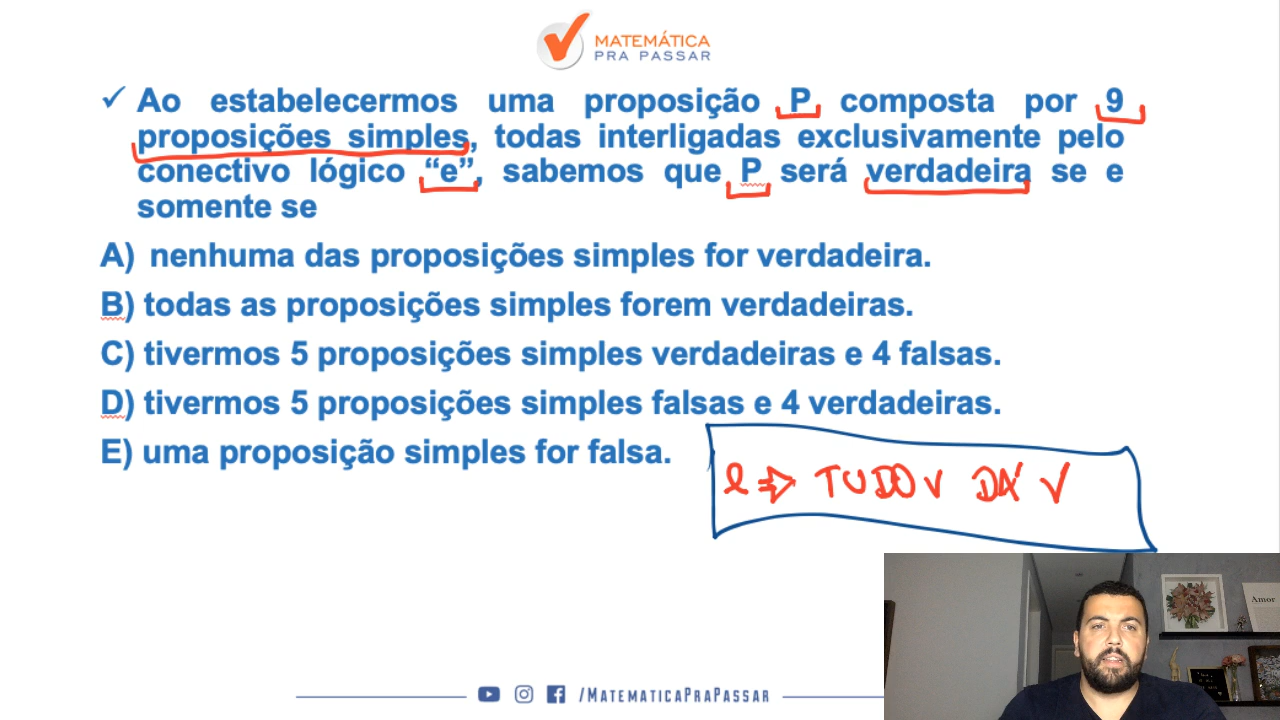 MATEMÁTICA
PRA PASSAR
✓ Ao estabelecermos uma proposição P composta por 9
proposições simples, todas interligadas exclusivamente pelo
conectivo lógico “e”, sabemos que P será verdadeira se e
somente se
A) nenhuma das proposições simples for verdadeira.
B) todas as proposições simples forem verdadeiras.
C) tivermos 5 proposições simples verdadeiras e 4 falsas.
D) tivermos 5 proposições simples falsas e 4 verdadeiras.
E) uma proposição simples for falsa.
e ⇒ TUDO V DÁ V
Amor
/MATEMATICAPRAPASSAR